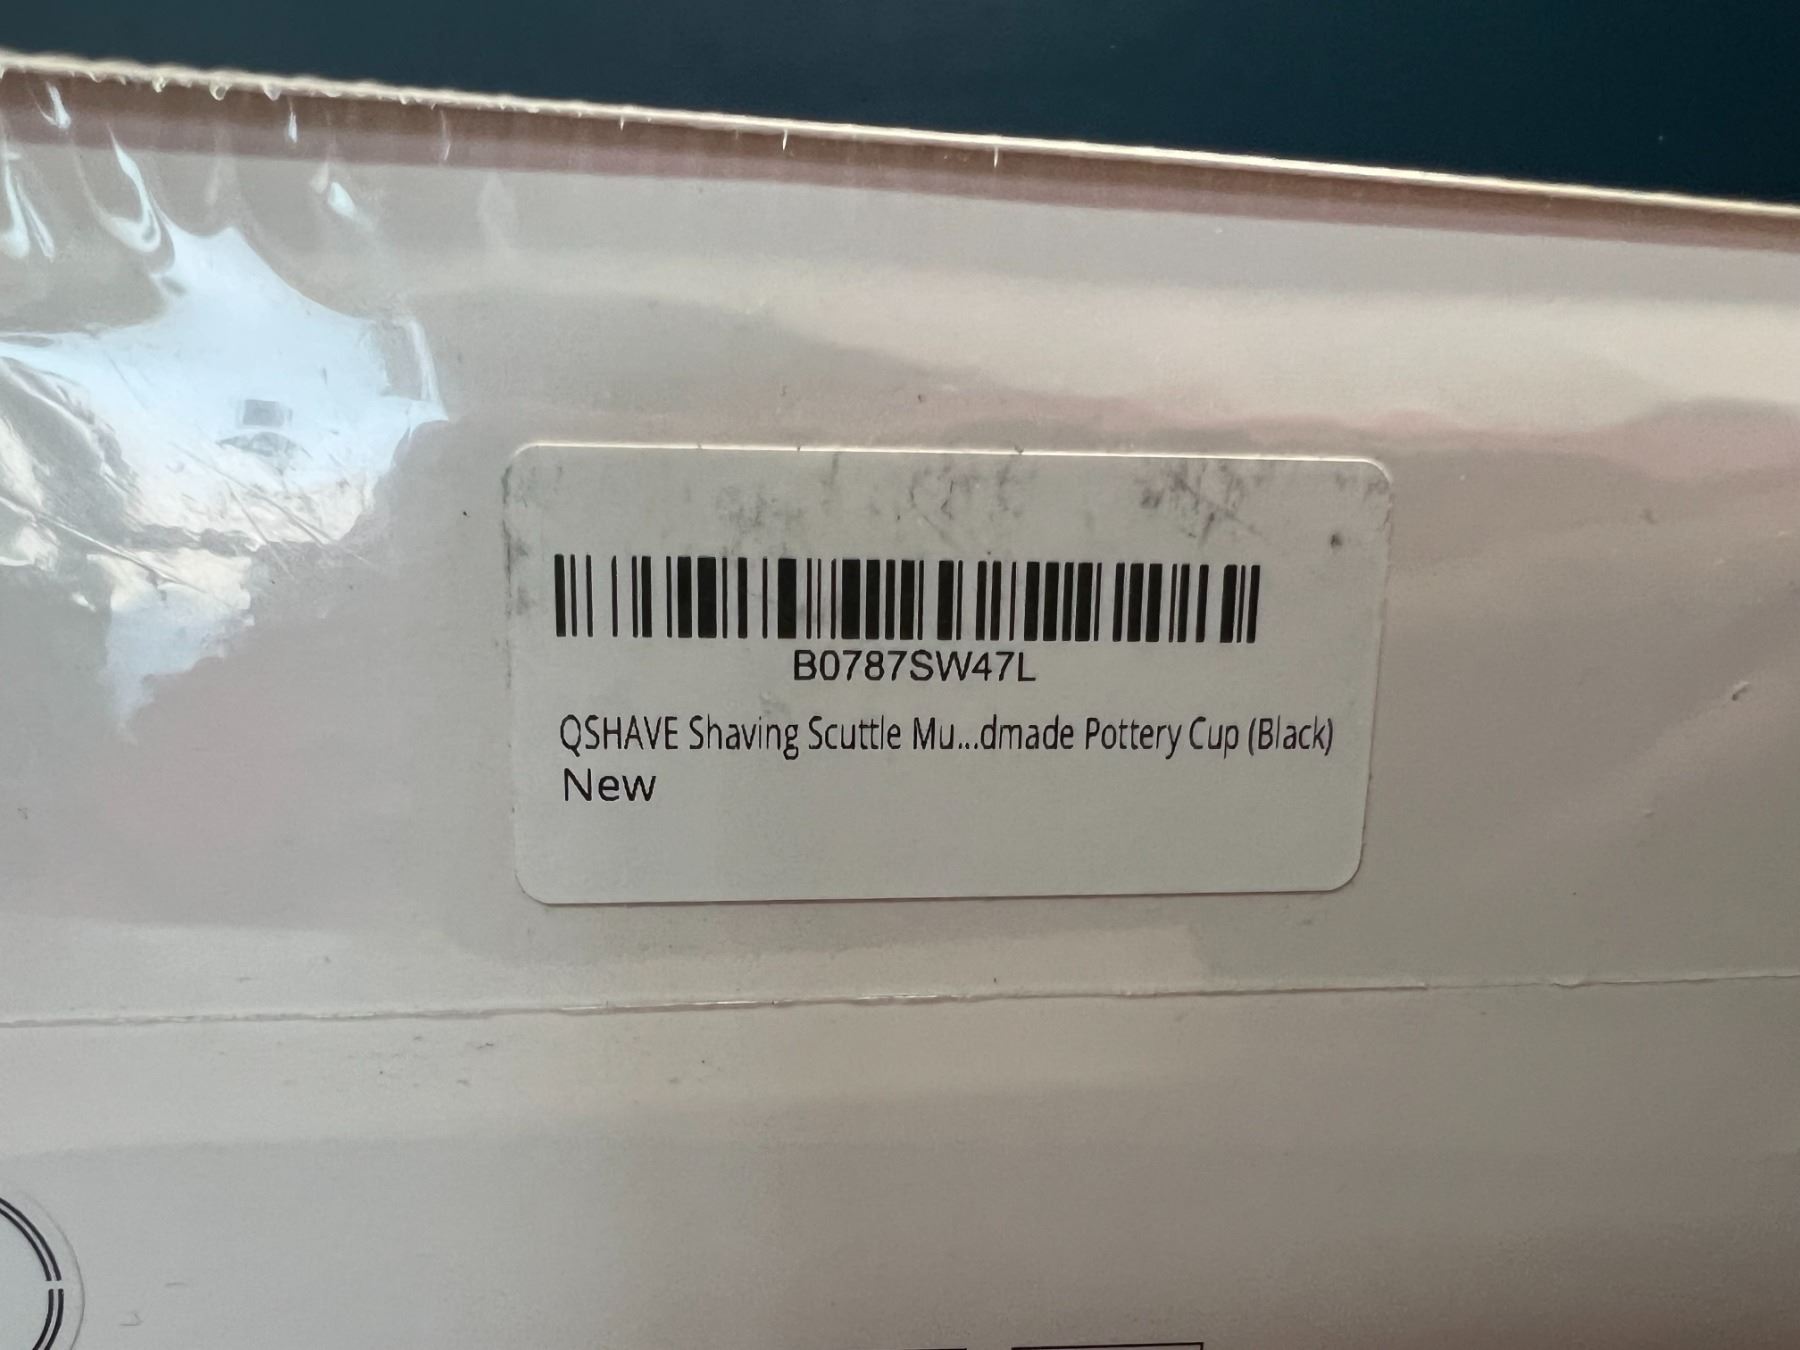 B0787SW47L
QSHAVE Shaving Scuttle Mu...dmade Pottery Cup (Black)
New